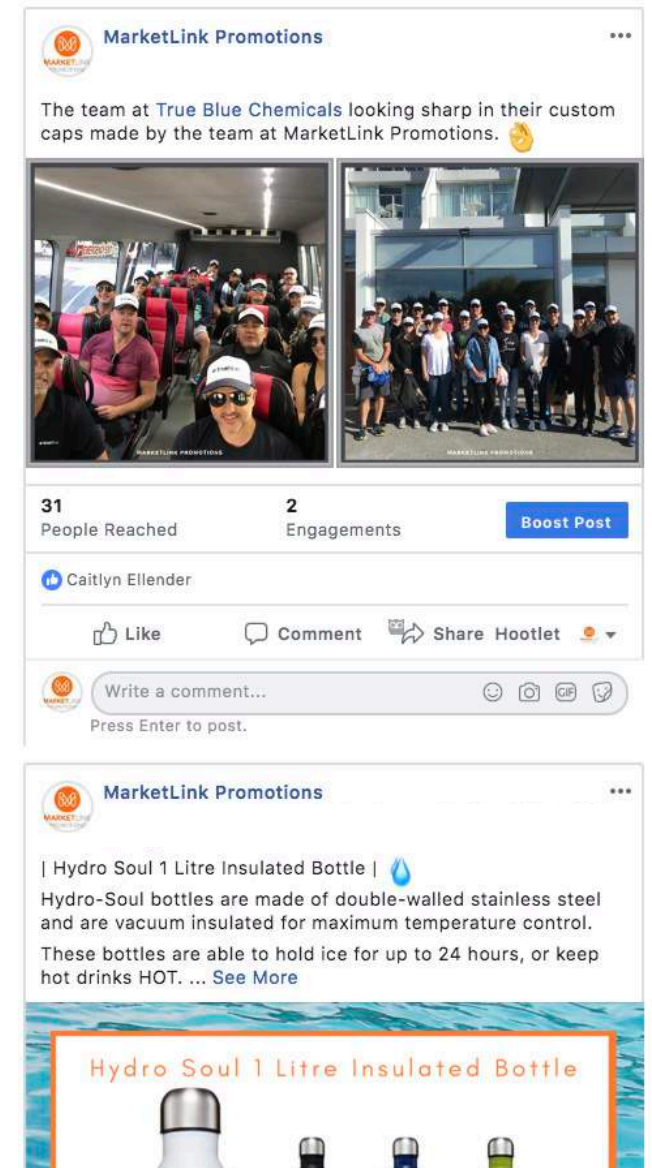 MarketLink Promotions
The team at True Blue Chemicals looking sharp in their custom
caps made by the team at MarketLink Promotions.
MARKETLINK PROMOTIONS
MARKETLINK PROMOTIONS
31
People Reached
2
Engagements
Boost Post
Caitlyn Ellender
Like Comment Share Hootlet
Write a comment...
GIF
Press Enter to post.
MarketLink Promotions
| Hydro Soul 1 Litre Insulated Bottle |
Hydro-Soul bottles are made of double-walled stainless steel
and are vacuum insulated for maximum temperature control.
These bottles are able to hold ice for up to 24 hours, or keep
hot drinks HOT. ... See More
Hydro Soul 1 Litre Insulated Bottle